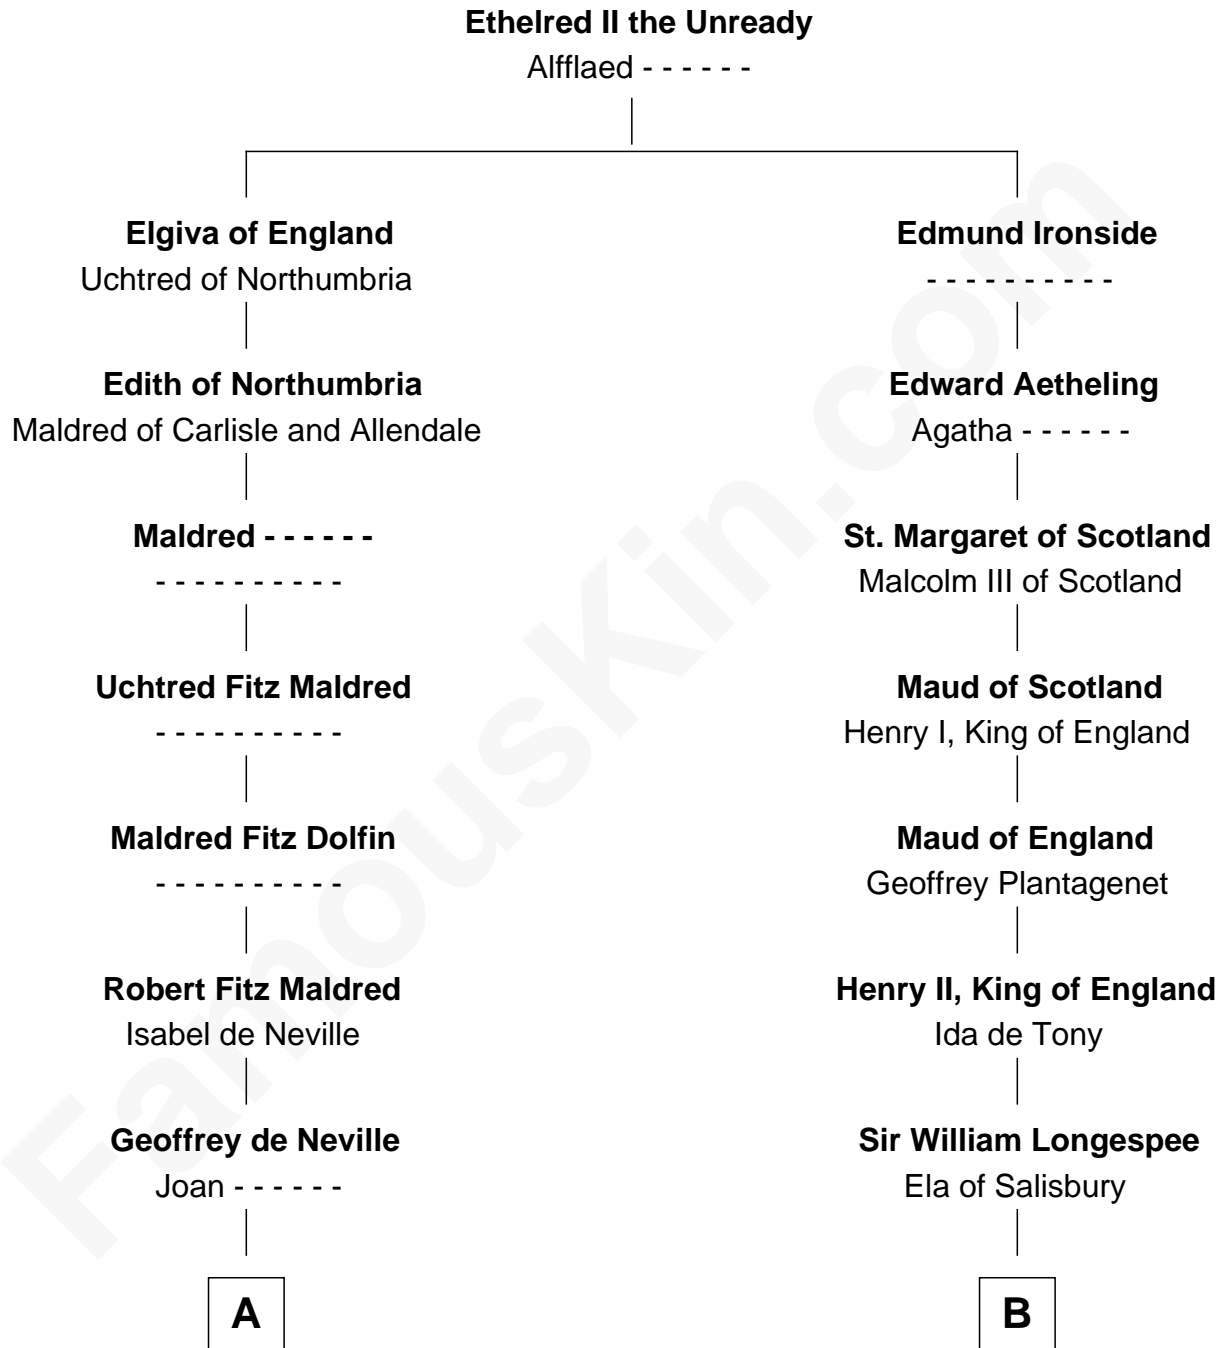 Ethelred II the Unready
Alfflaed - - - - - -
Elgiva of England
Uchtred of Northumbria
Edith of Northumbria
Maldred of Carlisle and Allendale
Maldred - - - - - -
- - - - - - - - - -
Uchtred Fitz Maldred
- - - - - - - - - -
Maldred Fitz Dolfin
- - - - - - - - - -
Robert Fitz Maldred
Isabel de Neville
Geoffrey de Neville
Joan - - - - - -
A
Edmund Ironside
- - - - - - - - - -
Edward Aetheling
Agatha - - - - - -
St. Margaret of Scotland
Malcolm III of Scotland
Maud of Scotland
Henry I, King of England
Maud of England
Geoffrey Plantagenet
Henry II, King of England
Ida de Tony
Sir William Longespee
Ela of Salisbury
B
FamousKin.com